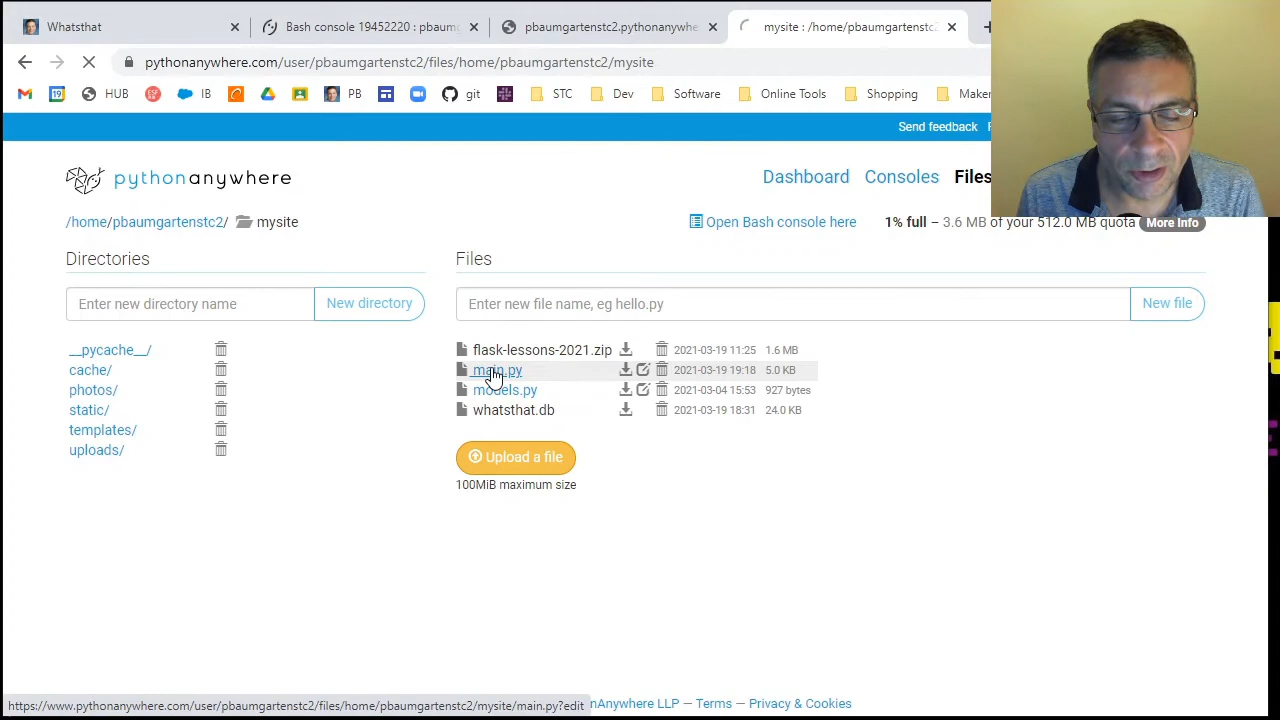 Whatsthat
Bash console 19452220 : pbaumg
pbaumgartenstc2.pythonanywhe
mysite : /home/pbaumgartenstc2/
pythonanywhere.com/user/pbaumgartenstc2/files/home/pbaumgartenstc2/mysite
HUB
IB
PB
git
STC
Dev
Software
Online Tools
Shopping
Maker
Send feedback
pythonanywhere
Dashboard
Consoles
Files
/home/pbaumgartenstc2/ mysite
Open Bash console here
1% full – 3.6 MB of your 512.0 MB quota
More Info
Directories
Enter new directory name
New directory
__pycache__/
cache/
photos/
static/
templates/
uploads/
Files
Enter new file name, eg hello.py
New file
flask-lessons-2021.zip 2021-03-19 11:25 1.6 MB
main.py 2021-03-19 19:18 5.0 KB
models.py 2021-03-04 15:53 927 bytes
whatsthat.db 2021-03-19 18:31 24.0 KB
Upload a file
100MiB maximum size
https://www.pythonanywhere.com/user/pbaumgartenstc2/files/home/pbaumgartenstc2/mysite/main.py?edit
nAnywhere LLP — Terms — Privacy & Cookies